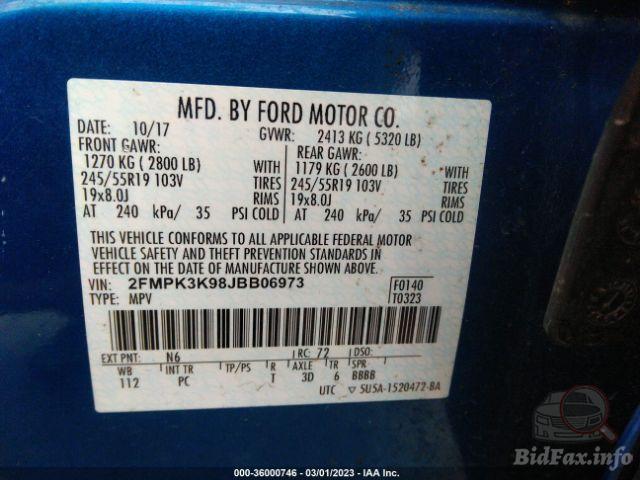 MFD. BY FORD MOTOR CO.
DATE: 10/17 GVWR: 2413 KG ( 5320 LB)
FRONT GAWR: REAR GAWR:
1270 KG ( 2800 LB) WITH 1179 KG ( 2600 LB) WITH
245/55R19 103V TIRES 245/55R19 103V TIRES
19x8.0J RIMS 19x8.0J RIMS
AT 240 kPa/ 35 PSI COLD AT 240 kPa/ 35 PSI COLD
THIS VEHICLE CONFORMS TO ALL APPLICABLE FEDERAL MOTOR
VEHICLE SAFETY AND THEFT PREVENTION STANDARDS IN
EFFECT ON THE DATE OF MANUFACTURE SHOWN ABOVE.
VIN: 2FMPK3K98JBB06973 F0140
TYPE: MPV T0323
EXT PNT: N6 RC: 72 DSO:
WB INT TR TP/PS R AXLE TR SPR
112 PC T 3D 6 BBBB
UTC ▽ 5U5A-1520472-BA
BidFax.info
000-36000746 - 03/01/2023 - IAA Inc.